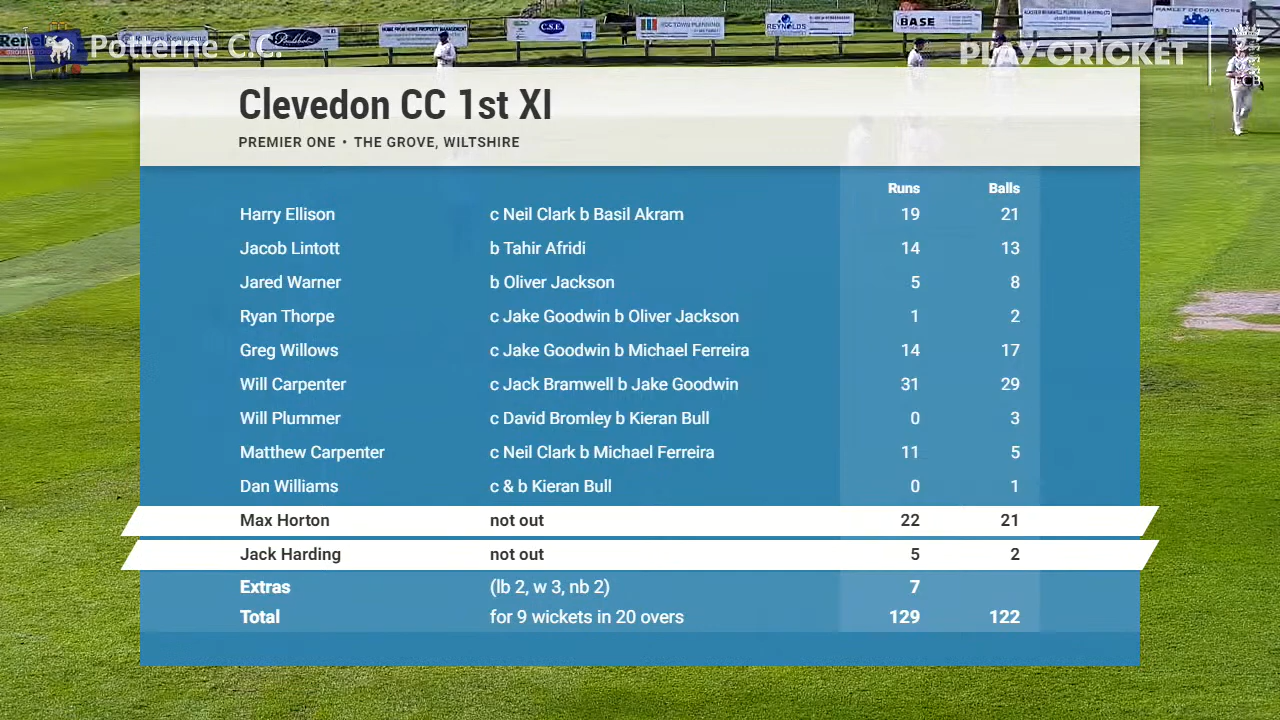 Potterne C.C.
C.S.E.
ROCTOWN PLANNING
REYNOLDS
BASE
HAMLET DECORATORS
PLAY-CRICKET
ECB
Clevedon CC 1st XI
PREMIER ONE • THE GROVE, WILTSHIRE
Runs Balls
Harry Ellison c Neil Clark b Basil Akram 19 21
Jacob Lintott b Tahir Afridi 14 13
Jared Warner b Oliver Jackson 5 8
Ryan Thorpe c Jake Goodwin b Oliver Jackson 1 2
Greg Willows c Jake Goodwin b Michael Ferreira 14 17
Will Carpenter c Jack Bramwell b Jake Goodwin 31 29
Will Plummer c David Bromley b Kieran Bull 0 3
Matthew Carpenter c Neil Clark b Michael Ferreira 11 5
Dan Williams c & b Kieran Bull 0 1
Max Horton not out 22 21
Jack Harding not out 5 2
Extras (lb 2, w 3, nb 2) 7
Total for 9 wickets in 20 overs 129 122